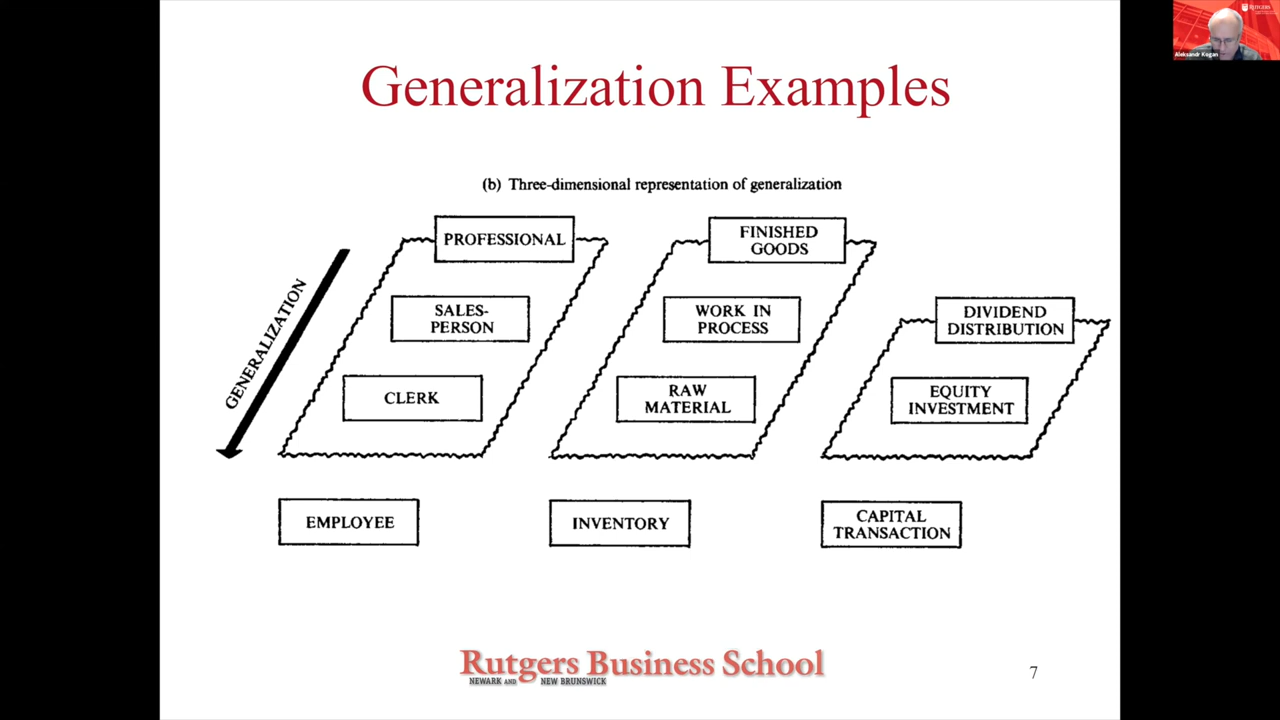 RUTGERS
Aleksandr Kogan
Generalization Examples
(b) Three-dimensional representation of generalization
GENERALIZATION
PROFESSIONAL
SALES-
PERSON
CLERK
EMPLOYEE
FINISHED
GOODS
WORK IN
PROCESS
RAW
MATERIAL
INVENTORY
DIVIDEND
DISTRIBUTION
EQUITY
INVESTMENT
CAPITAL
TRANSACTION
Rutgers Business School
NEWARK AND NEW BRUNSWICK
7